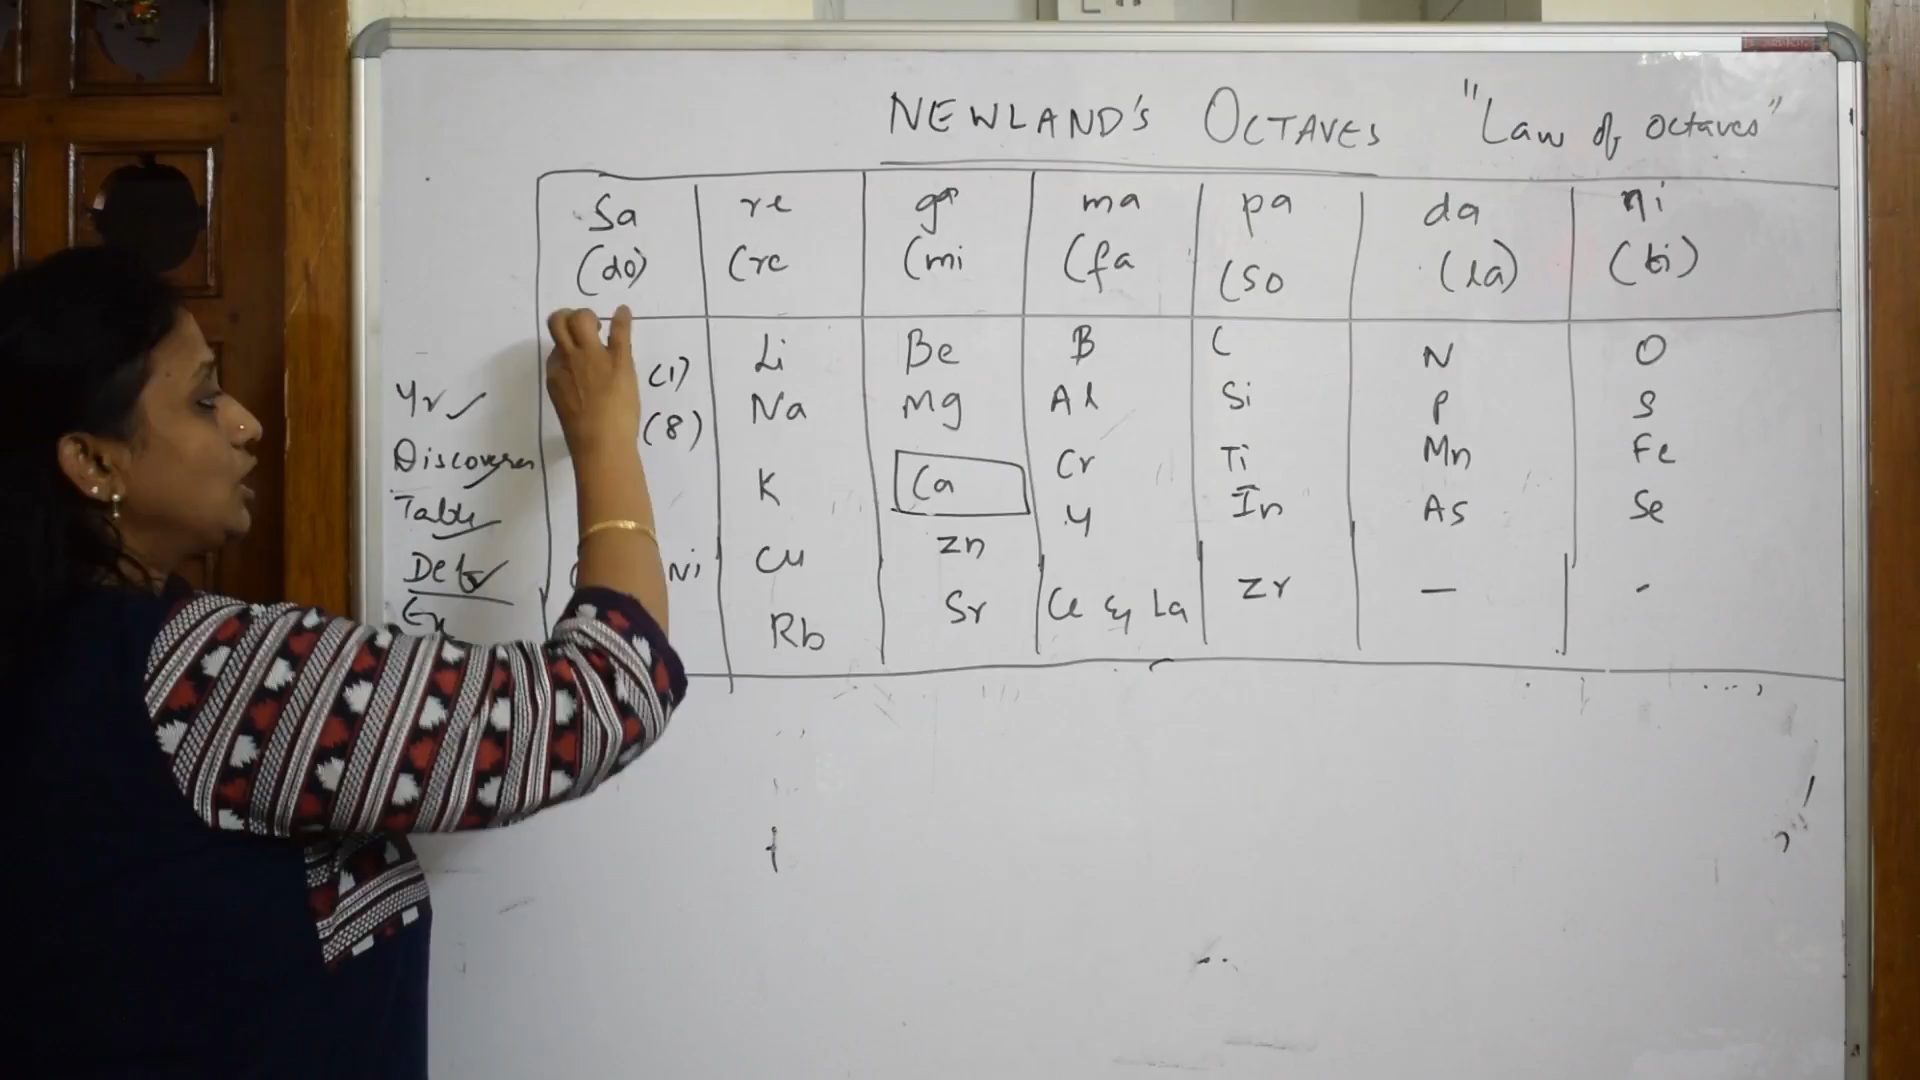 NEWLAND'S OCTAVES "Law of octaves"
Sa re ga ma pa da ni
(do) (re (mi (fa (so (la) (ti)
Li Be B C N O
(1)
Na Mg Al Si P S
(8)
K Ca Cr Ti Mn Fe
Y In As Se
Ni Cu Zn
Rb Sr Ce & La Zr — -
Yr ✓
Discoverer
Table
Def ✓